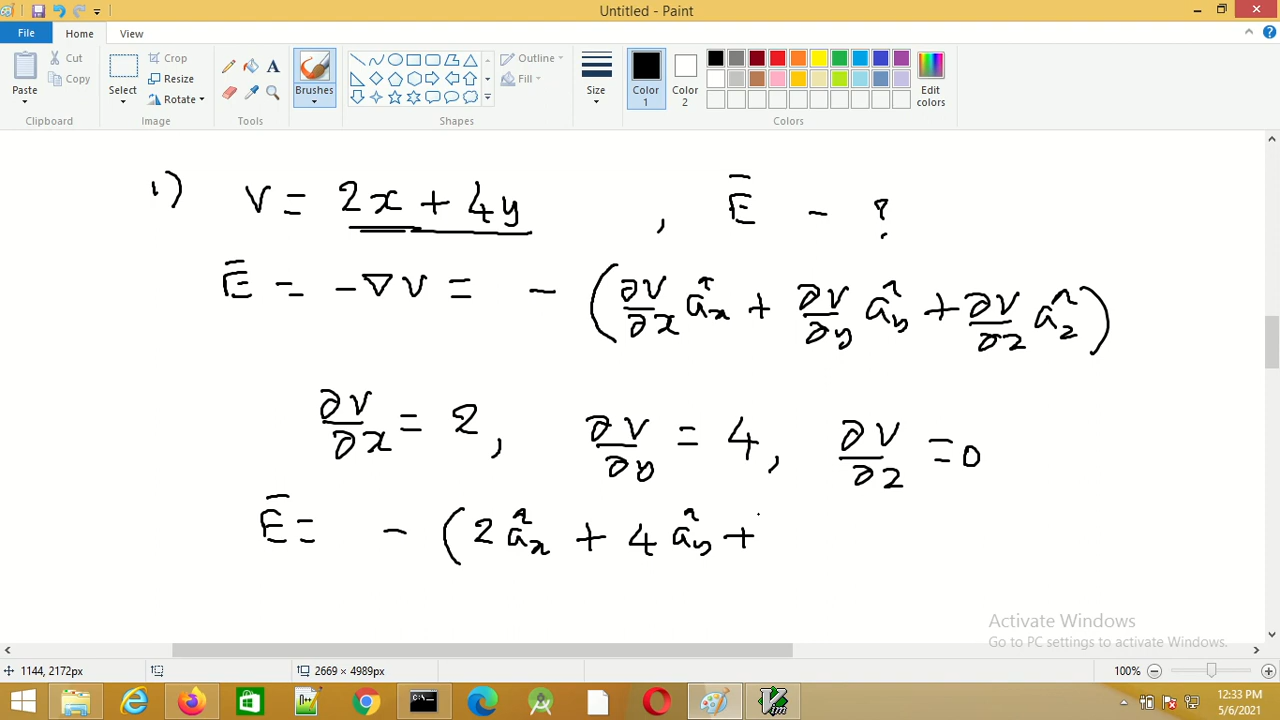 Untitled - Paint
File Home View
Paste Cut Copy Clipboard
Select Crop Resize Rotate Image
Tools
Brushes
Outline Fill Shapes
Size
Color 1 Color 2 Edit colors Colors
1) V = 2x + 4y , E̅ - ?
E̅ = -∇V = - (∂V/∂x âx + ∂V/∂y ây + ∂V/∂z âz)
∂V/∂x = 2, ∂V/∂y = 4, ∂V/∂z = 0
E̅ = - (2 âx + 4 ây +
Activate Windows
Go to PC settings to activate Windows.
1144, 2172px 2669 × 4989px 100%
12:33 PM
5/6/2021